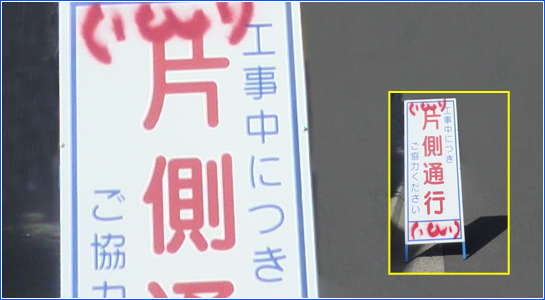 工事中につき
片側通行
ご協力ください